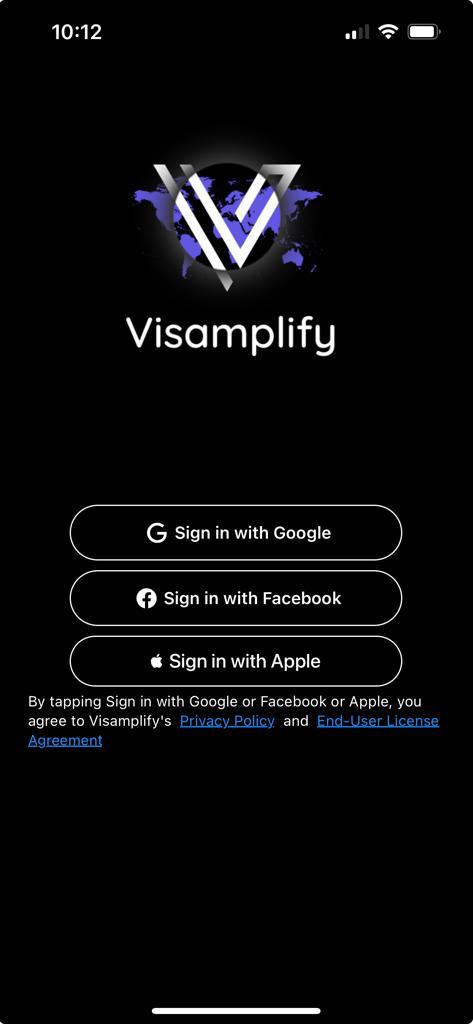 10:12
Visamplify
Sign in with Google
Sign in with Facebook
Sign in with Apple
By tapping Sign in with Google or Facebook or Apple, you
agree to Visamplify's Privacy Policy and End-User License
Agreement